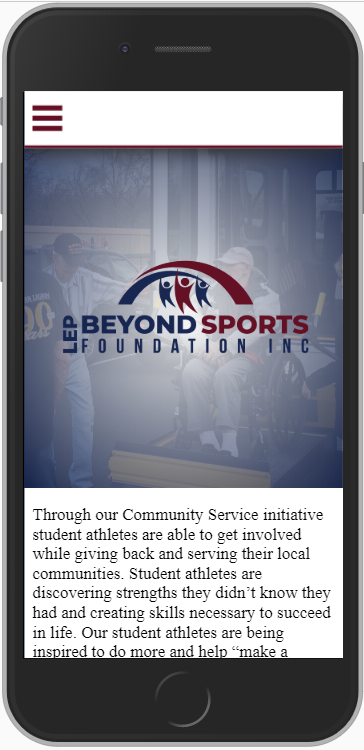 LEP BEYOND SPORTS
FOUNDATION INC
Through our Community Service initiative
student athletes are able to get involved
while giving back and serving their local
communities. Student athletes are
discovering strengths they didn’t know they
had and creating skills necessary to succeed
in life. Our student athletes are being
inspired to do more and help “make a